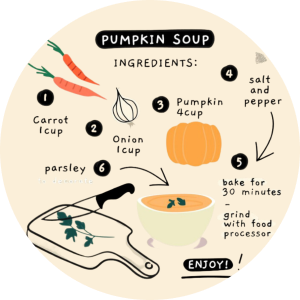 PUMPKIN SOUP
INGREDIENTS:
1
Carrot
1cup
2
Onion
1cup
3
Pumpkin
4cup
4
salt
and
pepper
5
bake for
30 minutes
-
grind
with food
processor
parsley 6
ENJOY!